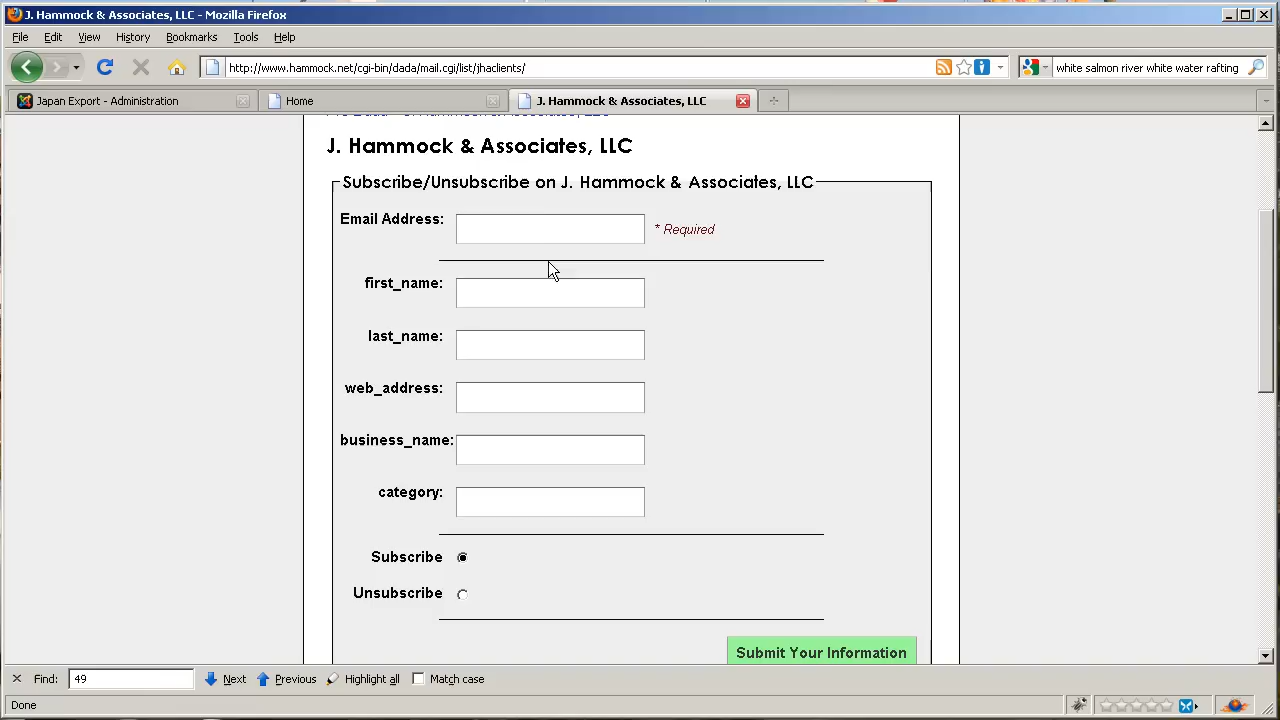 J. Hammock & Associates, LLC - Mozilla Firefox
File Edit View History Bookmarks Tools Help
http://www.hammock.net/cgi-bin/dada/mail.cgi/list/jhaclients/
white salmon river white water rafting
Japan Export - Administration
Home
J. Hammock & Associates, LLC
J. Hammock & Associates, LLC
Subscribe/Unsubscribe on J. Hammock & Associates, LLC
Email Address:
* Required
first_name:
last_name:
web_address:
business_name:
category:
Subscribe
Unsubscribe
Submit Your Information
Find: 49 Next Previous Highlight all Match case
Done